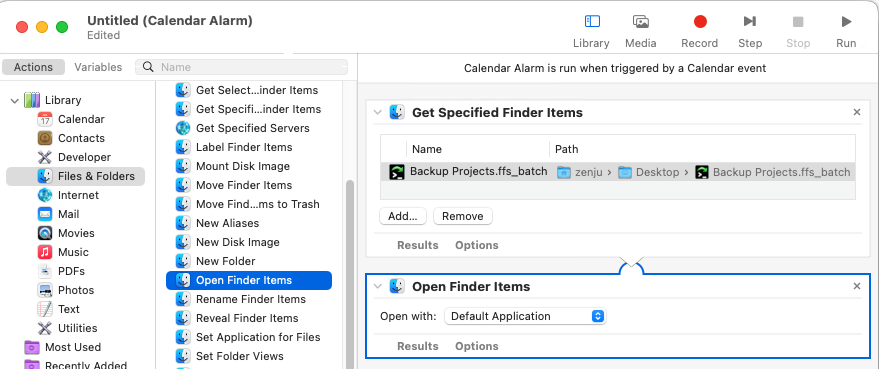 Untitled (Calendar Alarm)
Edited
Library
Media
Record
Step
Stop
Run
Actions
Variables
Name
Library
Calendar
Contacts
Developer
Files & Folders
Internet
Mail
Movies
Music
PDFs
Photos
Text
Utilities
Most Used
Recently Added
Get Select...inder Items
Get Specifi...inder Items
Get Specified Servers
Label Finder Items
Mount Disk Image
Move Finder Items
Move Find...ms to Trash
New Aliases
New Disk Image
New Folder
Open Finder Items
Rename Finder Items
Reveal Finder Items
Set Application for Files
Set Folder Views
Calendar Alarm is run when triggered by a Calendar event
Get Specified Finder Items
Name Path
Backup Projects.ffs_batch zenju › Desktop › Backup Projects.ffs_batch
Add... Remove
Results Options
Open Finder Items
Open with: Default Application
Results Options